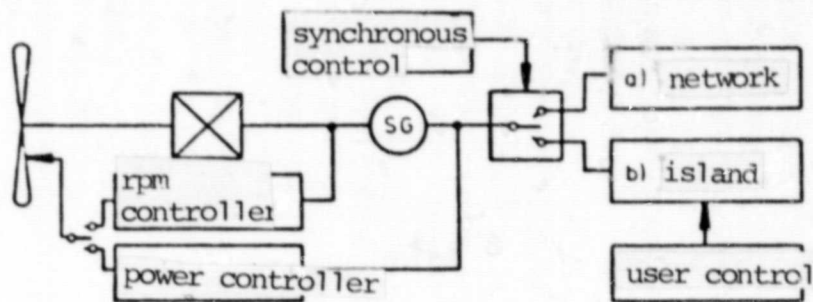 synchronous
control
SG
a) network
b) island
rpm
controller
power controller
user control